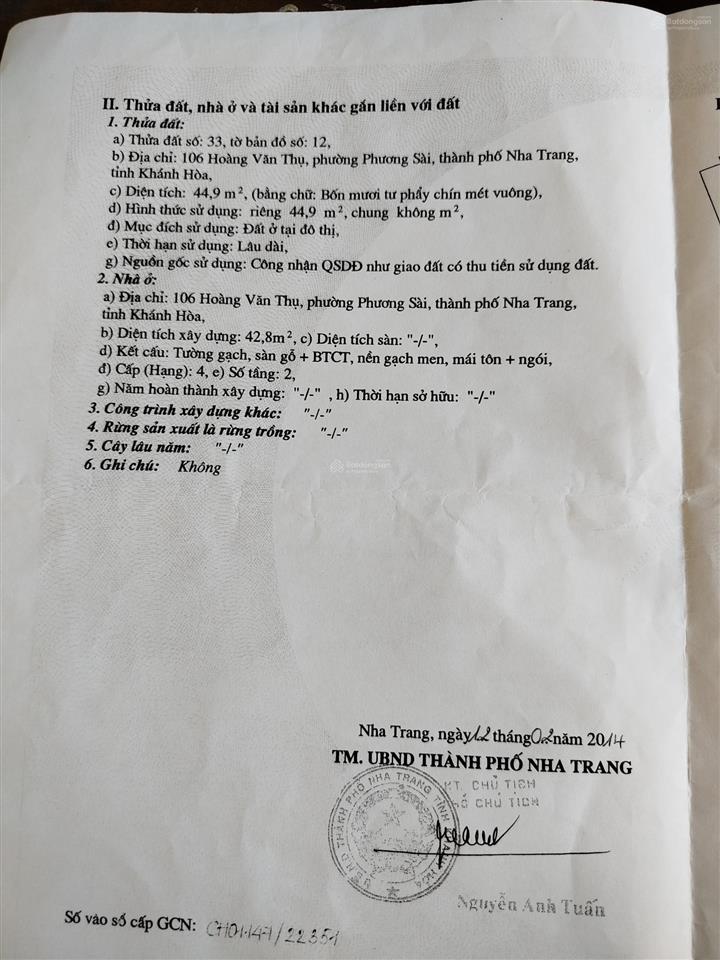 Batdongsan
II. Thửa đất, nhà ở và tài sản khác gắn liền với đất
1. Thửa đất:
a) Thửa đất số: 33, tờ bản đồ số: 12,
b) Địa chỉ: 106 Hoàng Văn Thụ, phường Phương Sài, thành phố Nha Trang,
tỉnh Khánh Hòa,
c) Diện tích: 44,9 m², (bằng chữ: Bốn mươi tư phẩy chín mét vuông),
d) Hình thức sử dụng: riêng 44,9 m², chung không m²,
đ) Mục đích sử dụng: Đất ở tại đô thị,
e) Thời hạn sử dụng: Lâu dài,
g) Nguồn gốc sử dụng: Công nhận QSDĐ như giao đất có thu tiền sử dụng đất.
2. Nhà ở:
a) Địa chỉ: 106 Hoàng Văn Thụ, phường Phương Sài, thành phố Nha Trang,
tỉnh Khánh Hòa,
b) Diện tích xây dựng: 42,8m², c) Diện tích sàn: "-/-",
d) Kết cấu: Tường gạch, sàn gỗ + BTCT, nền gạch men, mái tôn + ngói,
đ) Cấp (Hạng): 4, e) Số tầng: 2,
g) Năm hoàn thành xây dựng: "-/-" , h) Thời hạn sở hữu: "-/-"
3. Công trình xây dựng khác: "-/-"
4. Rừng sản xuất là rừng trồng: "-/-"
5. Cây lâu năm: "-/-"
6. Ghi chú: Không
Batdongsan
Nha Trang, ngày 12 tháng 02 năm 2014
TM. UBND THÀNH PHỐ NHA TRANG
KT. CHỦ TỊCH
PHÓ CHỦ TỊCH
U.B.N.D THÀNH PHỐ NHA TRANG TỈNH KHÁNH HÒA
Nguyễn Anh Tuấn
Số vào sổ cấp GCN: CH01147/22351